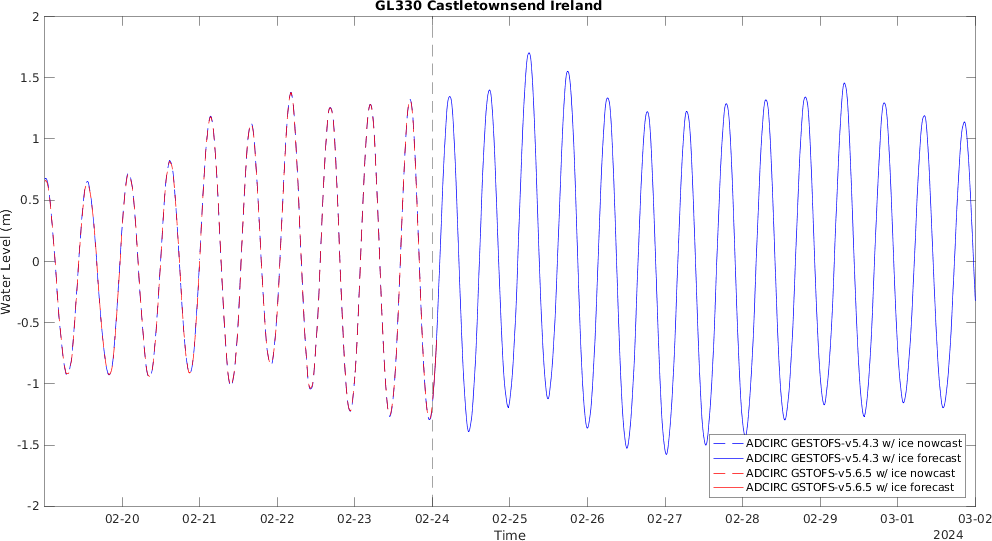 GL330 Castletownsend Ireland
2
1.5
1
0.5
0
-0.5
-1
-1.5
-2
Water Level (m)
ADCIRC GESTOFS-v5.4.3 w/ ice nowcast
ADCIRC GESTOFS-v5.4.3 w/ ice forecast
ADCIRC GSTOFS-v5.6.5 w/ ice nowcast
ADCIRC GSTOFS-v5.6.5 w/ ice forecast
02-20 02-21 02-22 02-23 02-24 02-25 02-26 02-27 02-28 02-29 03-01 03-02
Time
2024